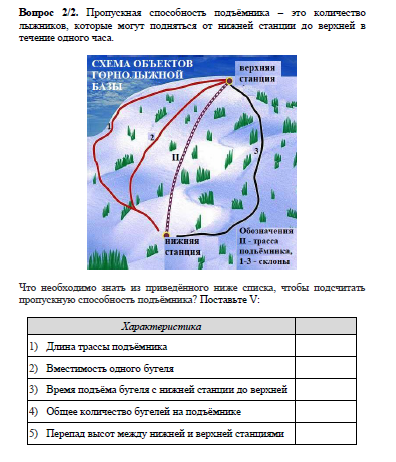 Вопрос 2/2. Пропускная способность подъёмника – это количество
лыжников, которые могут подняться от нижней станции до верхней в
течение одного часа.
СХЕМА ОБЪЕКТОВ
ГОРНОЛЫЖНОЙ
БАЗЫ
верхняя
станция
1
2
П
3
нижняя
станция
Обозначения
П - трасса
подъёмника,
1-3 - склоны
Что необходимо знать из приведённого ниже списка, чтобы подсчитать
пропускную способность подъёмника? Поставьте V:
Характеристика
1) Длина трассы подъёмника
2) Вместимость одного бугеля
3) Время подъёма бугеля с нижней станции до верхней
4) Общее количество бугелей на подъёмнике
5) Перепад высот между нижней и верхней станциями